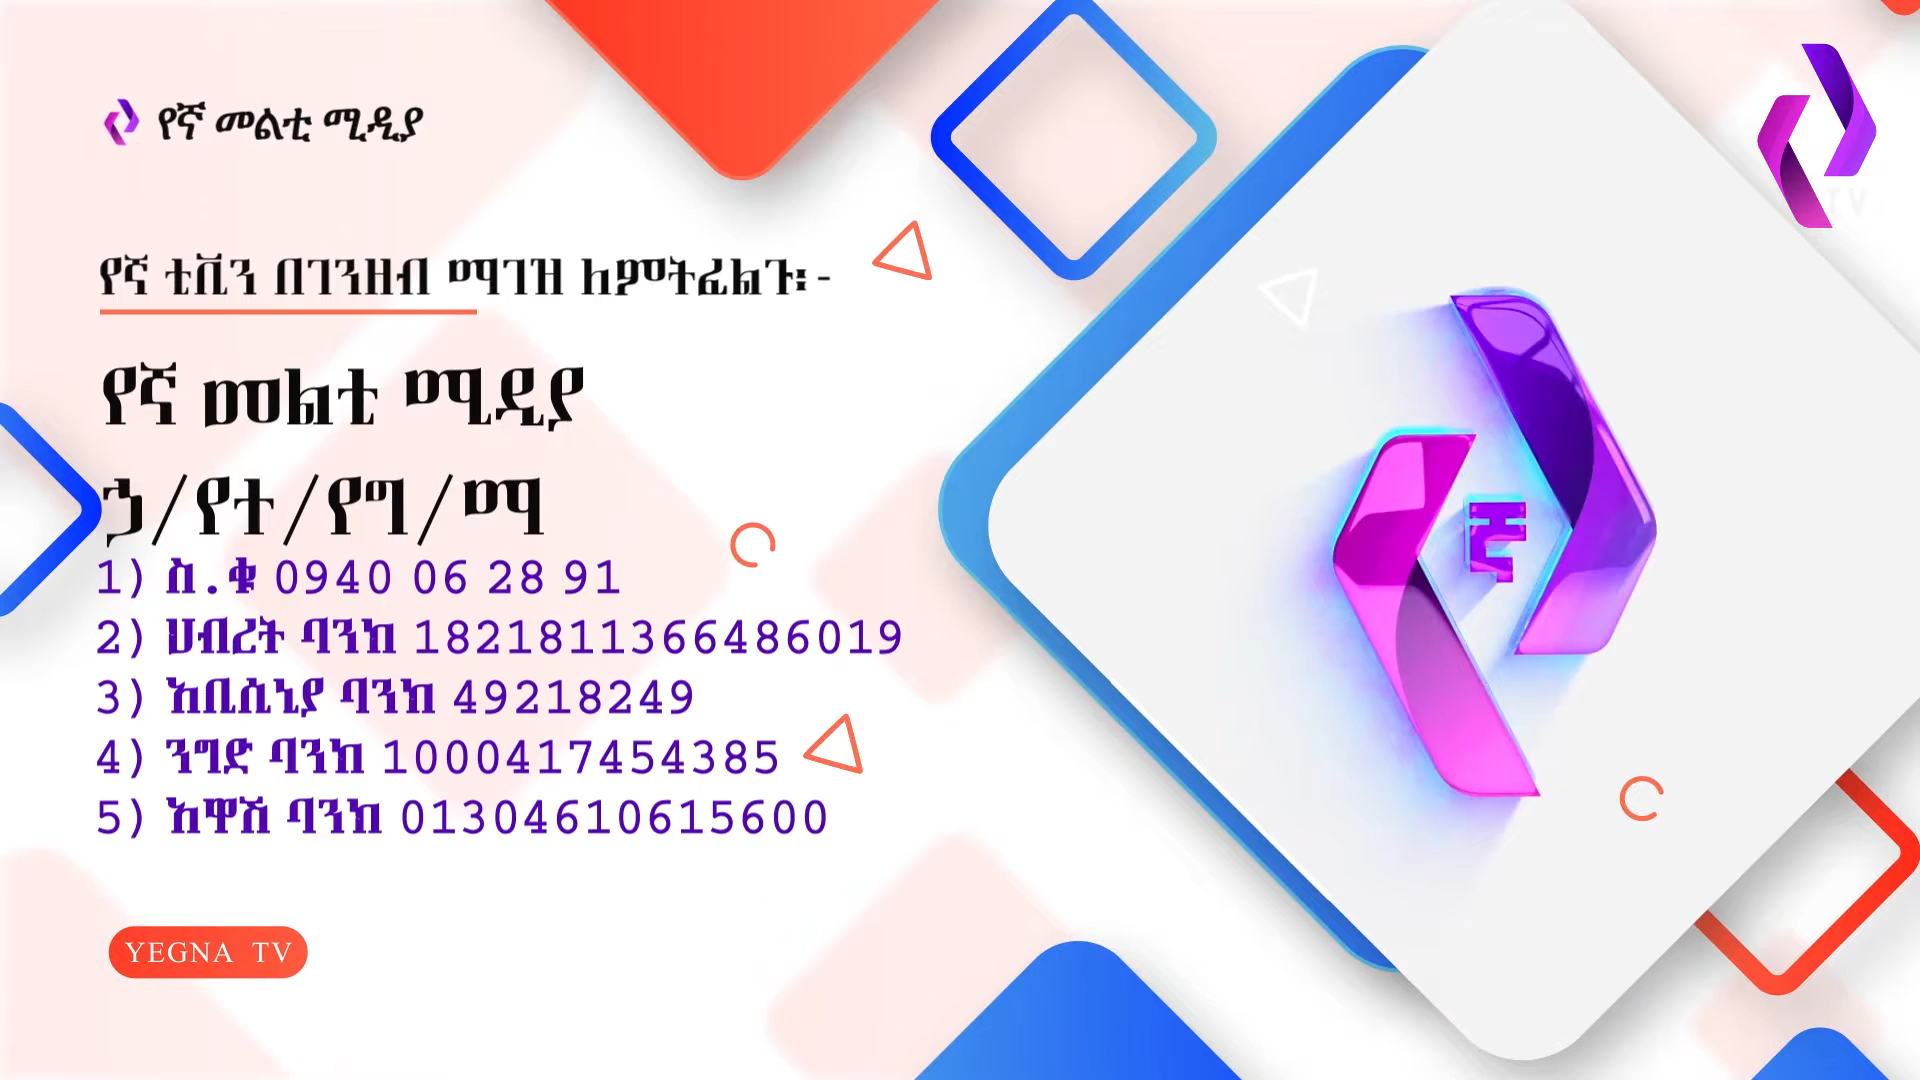 የኛ መልቲ ሚዲያ
TV
የኛ ቲቪን በገንዘብ ማገዝ ለምትፈልጉ፡-
የኛ መልቲ ሚዲያ
ኃ/የተ/የግ/ማ
1) ስ.ቁ 0940 06 28 91
2) ህብረት ባንክ 1821811366486019
3) አቢሲኒያ ባንክ 49218249
4) ንግድ ባንክ 1000417454385
5) አዋሽ ባንክ 01304610615600
ኛ
YEGNA TV